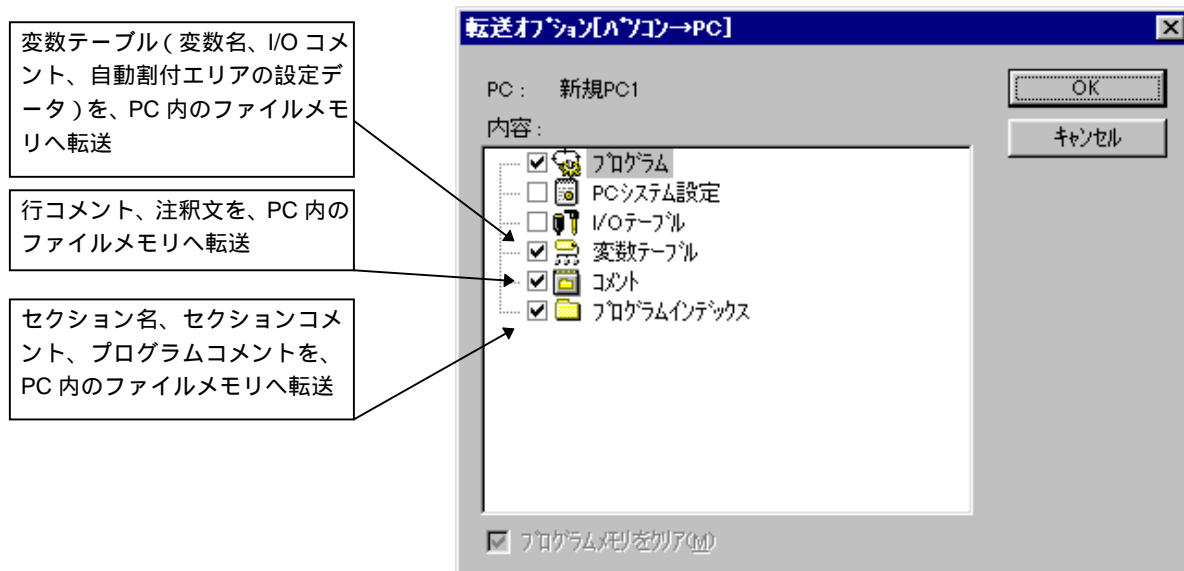 変数テーブル（変数名、I/O コメ
ント、自動割付エリアの設定デ
ータ）を、PC 内のファイルメモ
リへ転送
行コメント、注釈文を、PC 内の
ファイルメモリへ転送
セクション名、セクションコメ
ント、プログラムコメントを、
PC 内のファイルメモリへ転送
転送ｵﾌﾟｼｮﾝ[ﾊﾟｿｺﾝ→PC]
PC： 新規PC1
OK
内容：
ｷｬﾝｾﾙ
ﾌﾟﾛｸﾞﾗﾑ
PCｼｽﾃﾑ設定
I/Oﾃｰﾌﾞﾙ
変数ﾃｰﾌﾞﾙ
ｺﾒﾝﾄ
ﾌﾟﾛｸﾞﾗﾑｲﾝﾃﾞｯｸｽ
ﾌﾟﾛｸﾞﾗﾑﾒﾓﾘをｸﾘｱ(M)